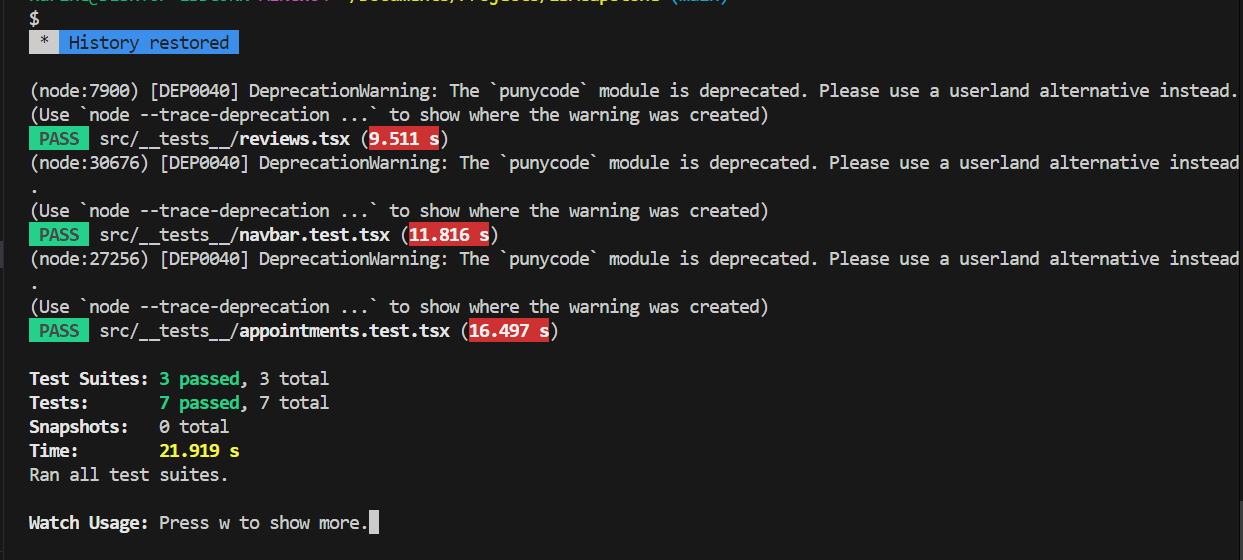 $
* History restored
(node:7900) [DEP0040] DeprecationWarning: The `punycode` module is deprecated. Please use a userland alternative instead.
(Use `node --trace-deprecation ...` to show where the warning was created)
PASS src/__tests__/reviews.tsx (9.511 s)
(node:30676) [DEP0040] DeprecationWarning: The `punycode` module is deprecated. Please use a userland alternative instead
.
(Use `node --trace-deprecation ...` to show where the warning was created)
PASS src/__tests__/navbar.test.tsx (11.816 s)
(node:27256) [DEP0040] DeprecationWarning: The `punycode` module is deprecated. Please use a userland alternative instead
.
(Use `node --trace-deprecation ...` to show where the warning was created)
PASS src/__tests__/appointments.test.tsx (16.497 s)
Test Suites: 3 passed, 3 total
Tests: 7 passed, 7 total
Snapshots: 0 total
Time: 21.919 s
Ran all test suites.
Watch Usage: Press w to show more.